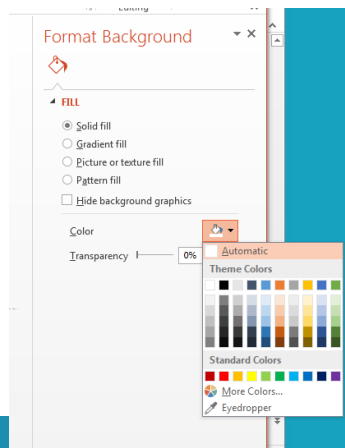 Editing
Format Background
FILL
Solid fill
Gradient fill
Picture or texture fill
Pattern fill
Hide background graphics
Color
Transparency 0%
Automatic
Theme Colors
Standard Colors
More Colors...
Eyedropper